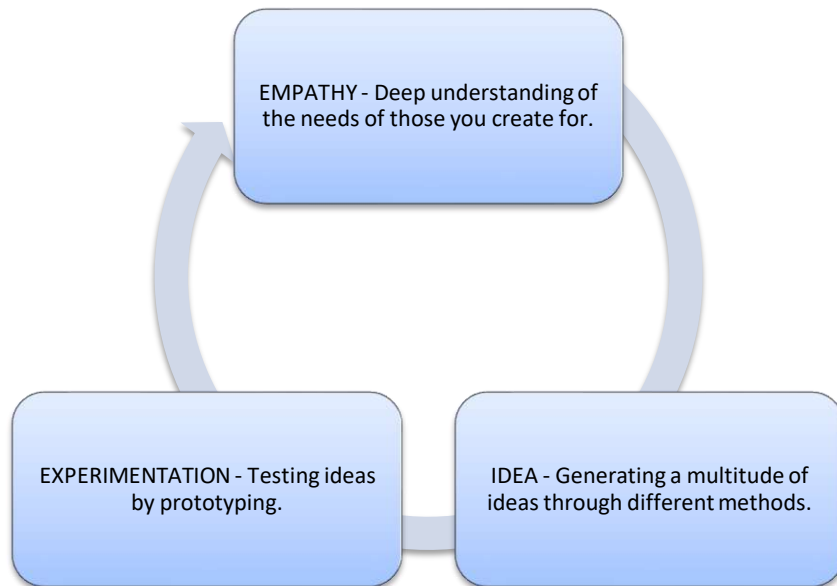 EMPATHY - Deep understanding of
the needs of those you create for.
EXPERIMENTATION - Testing ideas
by prototyping.
IDEA - Generating a multitude of
ideas through different methods.